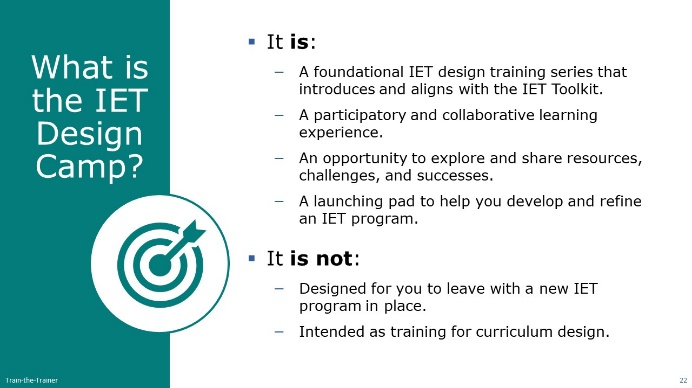 What is
the IET
Design
Camp?
▪ It is:
– A foundational IET design training series that
introduces and aligns with the IET Toolkit.
– A participatory and collaborative learning
experience.
– An opportunity to explore and share resources,
challenges, and successes.
– A launching pad to help you develop and refine
an IET program.
▪ It is not:
– Designed for you to leave with a new IET
program in place.
– Intended as training for curriculum design.
Train-the-Trainer
22